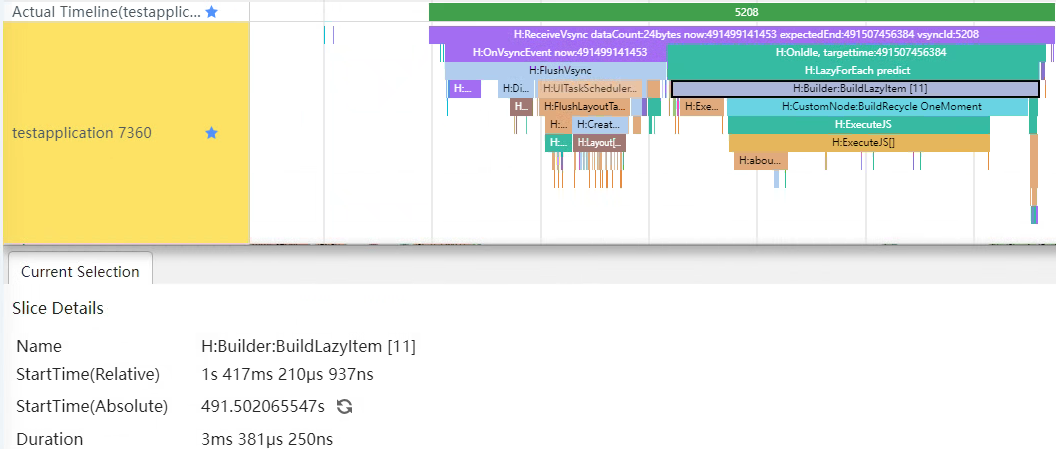 Actual Timeline(testapplic...
5208
H:ReceiveVsync dataCount:24bytes now:491499141453 expectedEnd:491507456384 vsyncId:5208
H:OnVsyncEvent now:491499141453
H:OnIdle, targettime:491507456384
H:FlushVsync
H:LazyForEach predict
H:...
H:Di...
H:UITaskScheduler...
H:Builder:BuildLazyItem [11]
H...
H:FlushLayoutTa...
H:Exe...
H:CustomNode:BuildRecycle OneMoment
testapplication 7360
H:...
H:Creat...
H:ExecuteJS
H:...
H:Layout[...
H:ExecuteJS[]
H:abou...
Current Selection
Slice Details
Name H:Builder:BuildLazyItem [11]
StartTime(Relative) 1s 417ms 210μs 937ns
StartTime(Absolute) 491.502065547s
Duration 3ms 381μs 250ns